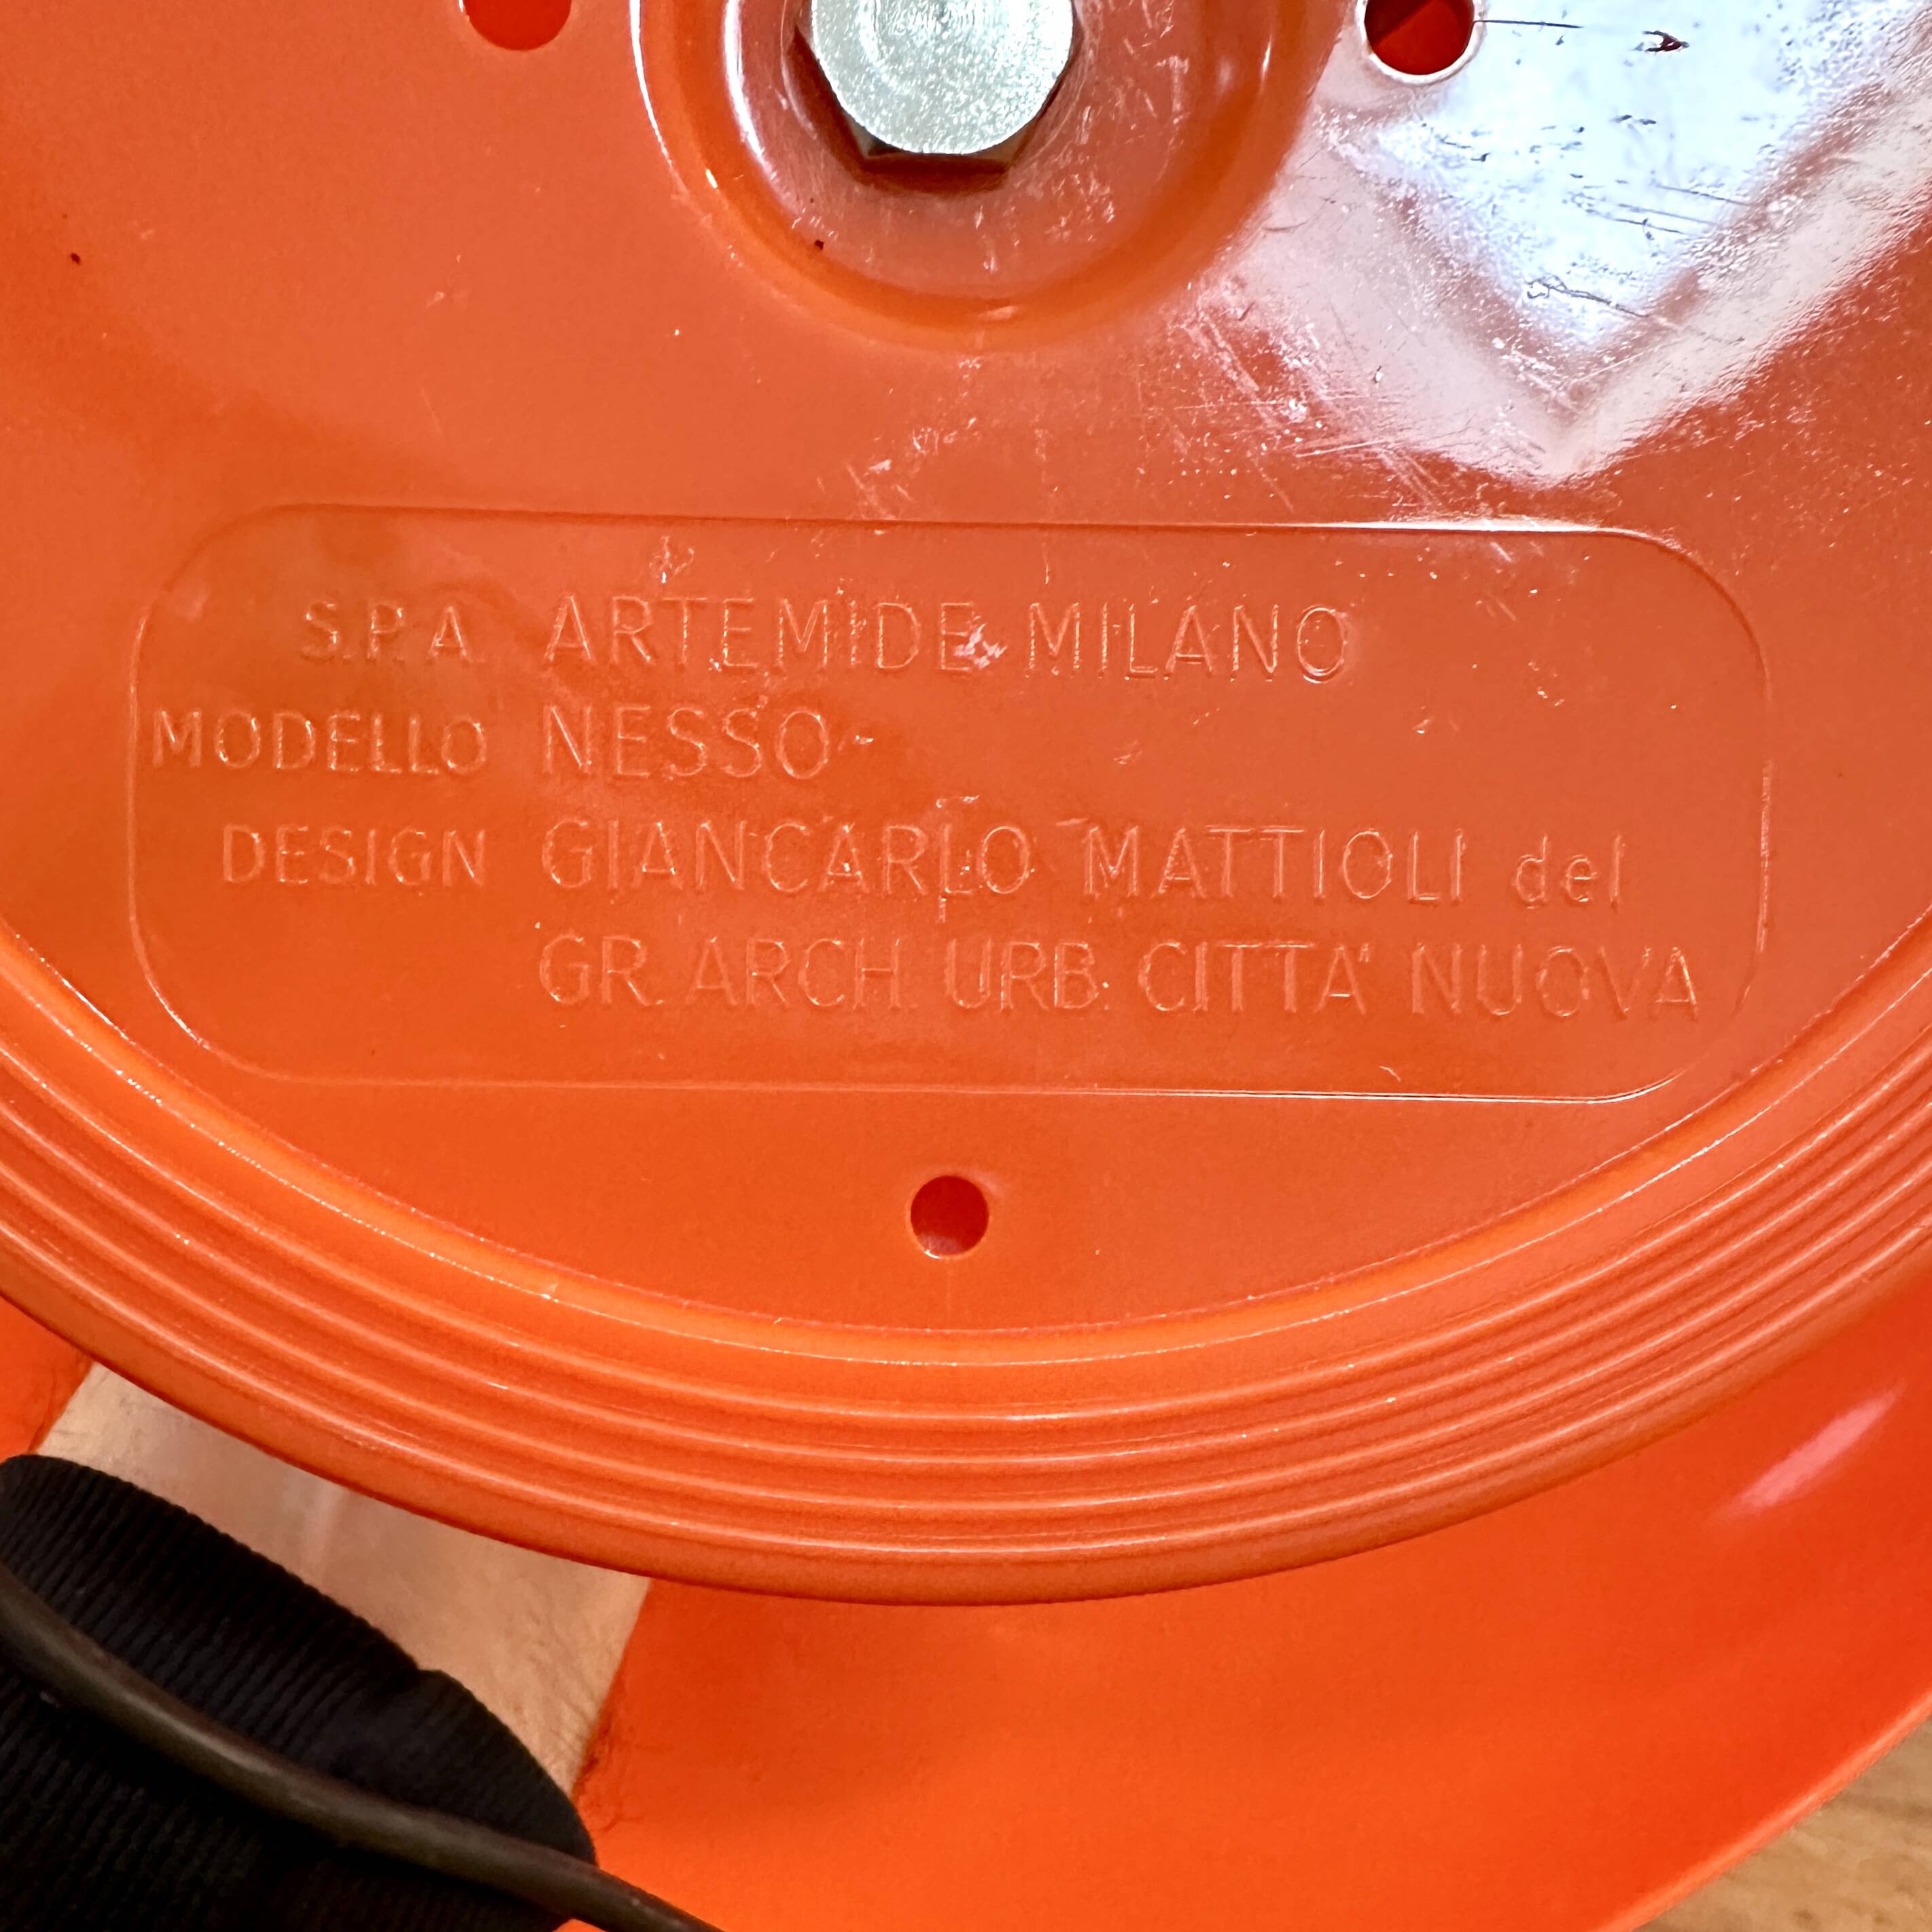 S.P.A. ARTEMIDE MILANO
MODELLO NESSO
DESIGN GIANCARLO MATTIOLI del
GR. ARCH. URB. CITTA' NUOVA